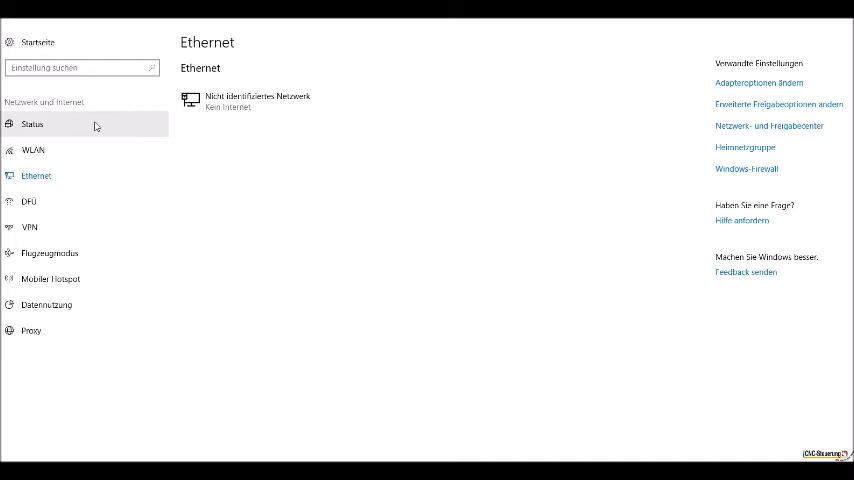 Startseite
Einstellung suchen
Netzwerk und Internet
Status
WLAN
Ethernet
DFÜ
VPN
Flugzeugmodus
Mobiler Hotspot
Datennutzung
Proxy
Ethernet
Ethernet
Nicht identifiziertes Netzwerk
Kein Internet
Verwandte Einstellungen
Adapteroptionen ändern
Erweiterte Freigabeoptionen ändern
Netzwerk- und Freigabecenter
Heimnetzgruppe
Windows-Firewall
Haben Sie eine Frage?
Hilfe anfordern
Machen Sie Windows besser.
Feedback senden
CNC-Steuerung